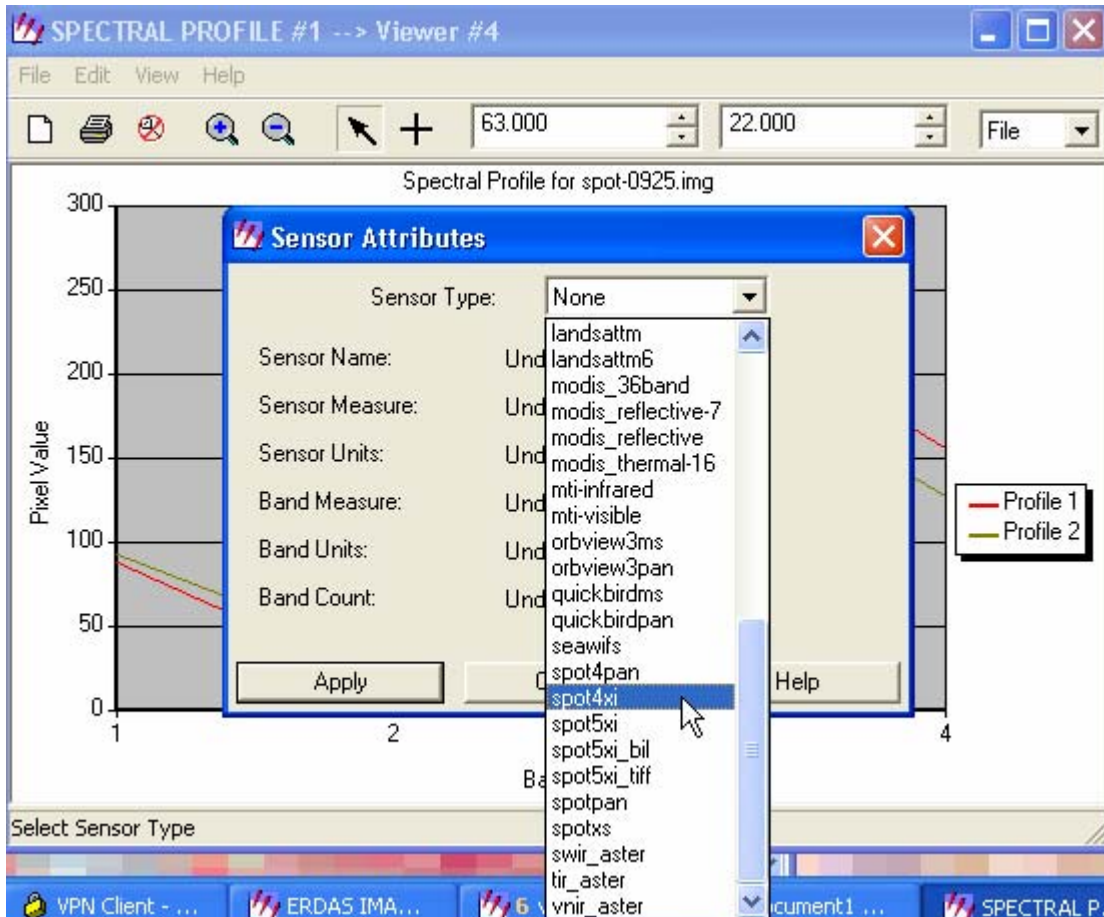 SPECTRAL PROFILE #1 --> Viewer #4
File Edit View Help
63.000 22.000 File
Spectral Profile for spot-0925.img
300
250
200
150
100
50
0
Pixel Value
1 2 4
Profile 1
Profile 2
Sensor Attributes
Sensor Type: None
Sensor Name:
Sensor Measure:
Sensor Units:
Band Measure:
Band Units:
Band Count:
Apply Help
landsattm
landsattm6
modis_36band
modis_reflective-7
modis_reflective
modis_thermal-16
mti-infrared
mti-visible
orbview3ms
orbview3pan
quickbirdms
quickbirdpan
seawifs
spot4pan
spot4xi
spot5xi
spot5xi_bil
spot5xi_tiff
spotpan
spotxs
swir_aster
tir_aster
vnir_aster
Select Sensor Type
VPN Client - ... ERDAS IMA... 6 cument1 ... SPECTRAL P